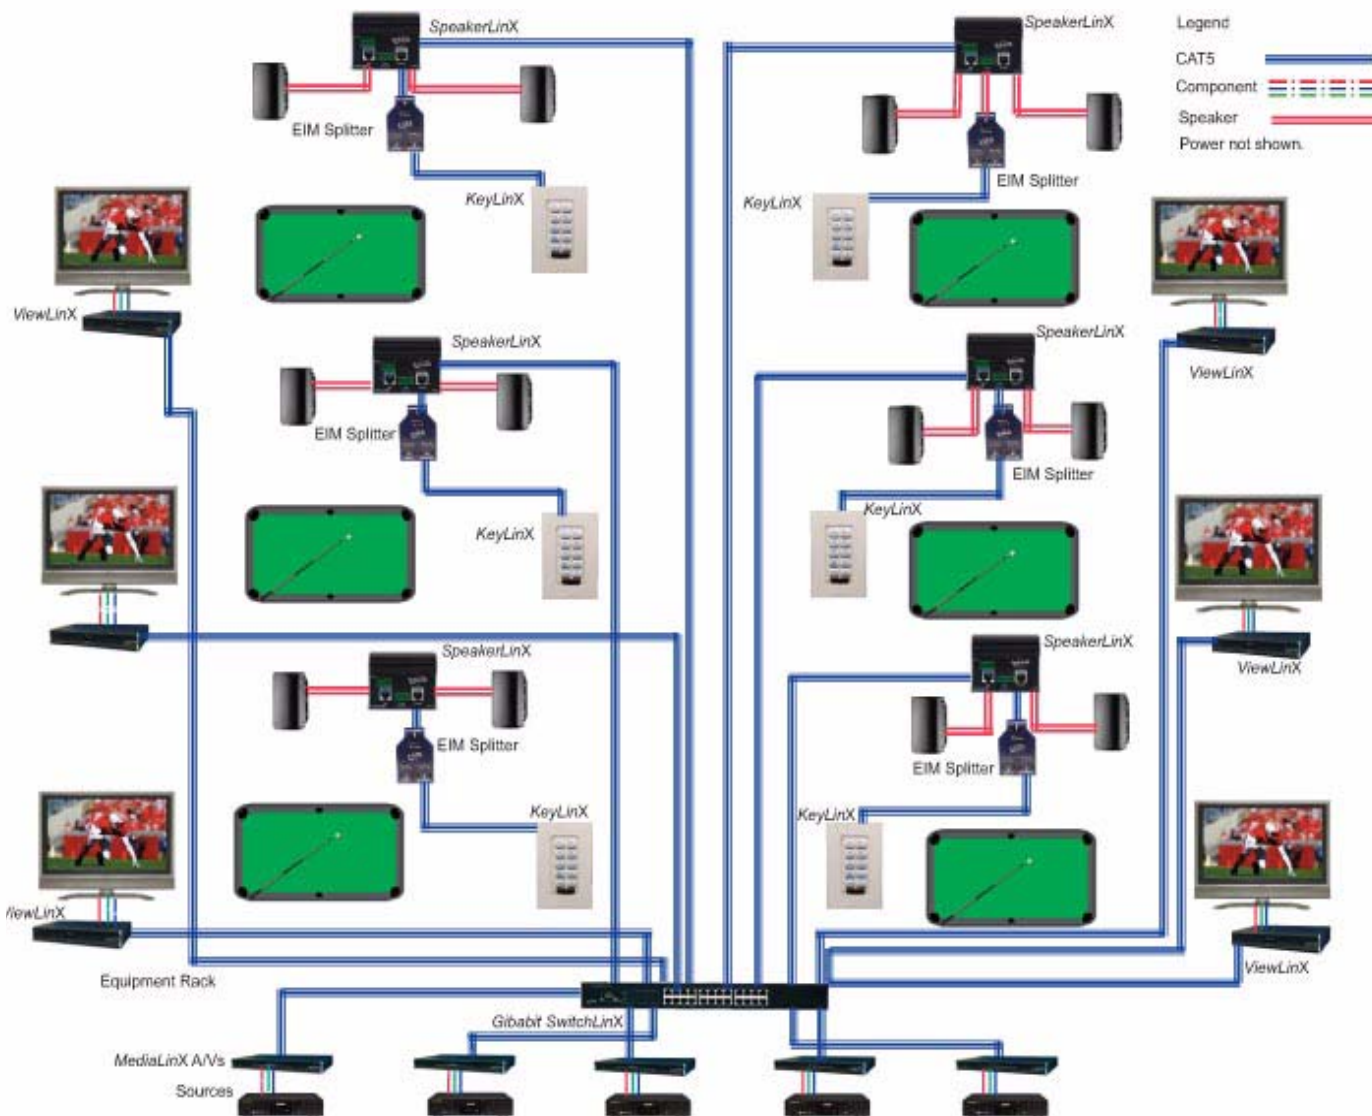 SpeakerLinX
SpeakerLinX
Legend
CAT5
Component
Speaker
Power not shown.
EIM Splitter
EIM Splitter
KeyLinX
KeyLinX
ViewLinX
SpeakerLinX
SpeakerLinX
ViewLinX
EIM Splitter
EIM Splitter
KeyLinX
KeyLinX
SpeakerLinX
SpeakerLinX
ViewLinX
EIM Splitter
EIM Splitter
KeyLinX
KeyLinX
ViewLinX
ViewLinX
Equipment Rack
Gibabit SwitchLinX
MediaLinX A/Vs
Sources